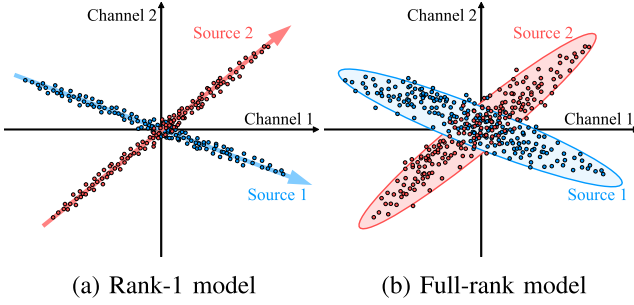 Channel 2
Source 2
Channel 1
Source 1
(a) Rank-1 model
Channel 2
Source 2
Channel 1
Source 1
(b) Full-rank model